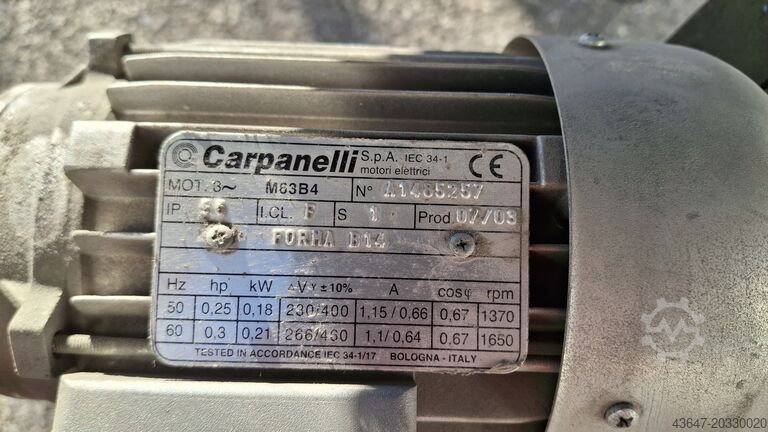 Carpanelli S.p.A. IEC 34-1 CE
motori elettrici
MOT. 3~ M63B4 N° A1465257
IP I.CL. F S 1 Prod. 07/03
FORMA B14
Hz hp kW ΔVY ±10% A cosφ rpm
50 0,25 0,18 230/400 1,15/0,66 0,67 1370
60 0,3 0,21 266/460 1,1/0,64 0,67 1650
TESTED IN ACCORDANCE IEC 34-1/17 BOLOGNA - ITALY
43647-20330020